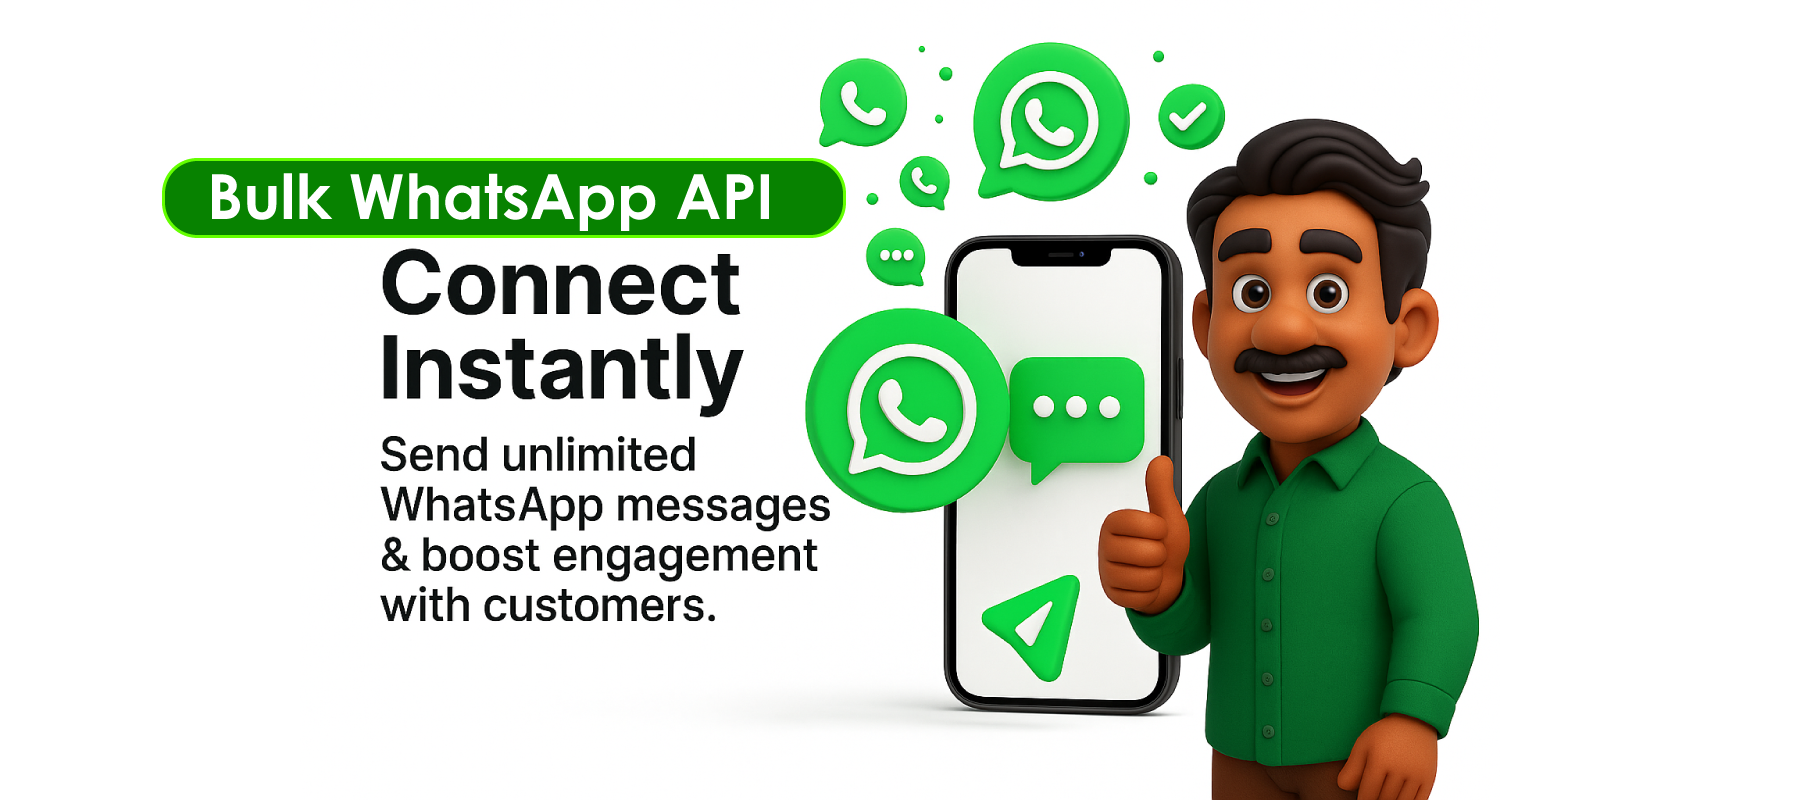 Bulk WhatsApp API
Connect
Instantly
Send unlimited
WhatsApp messages
& boost engagement
with customers.